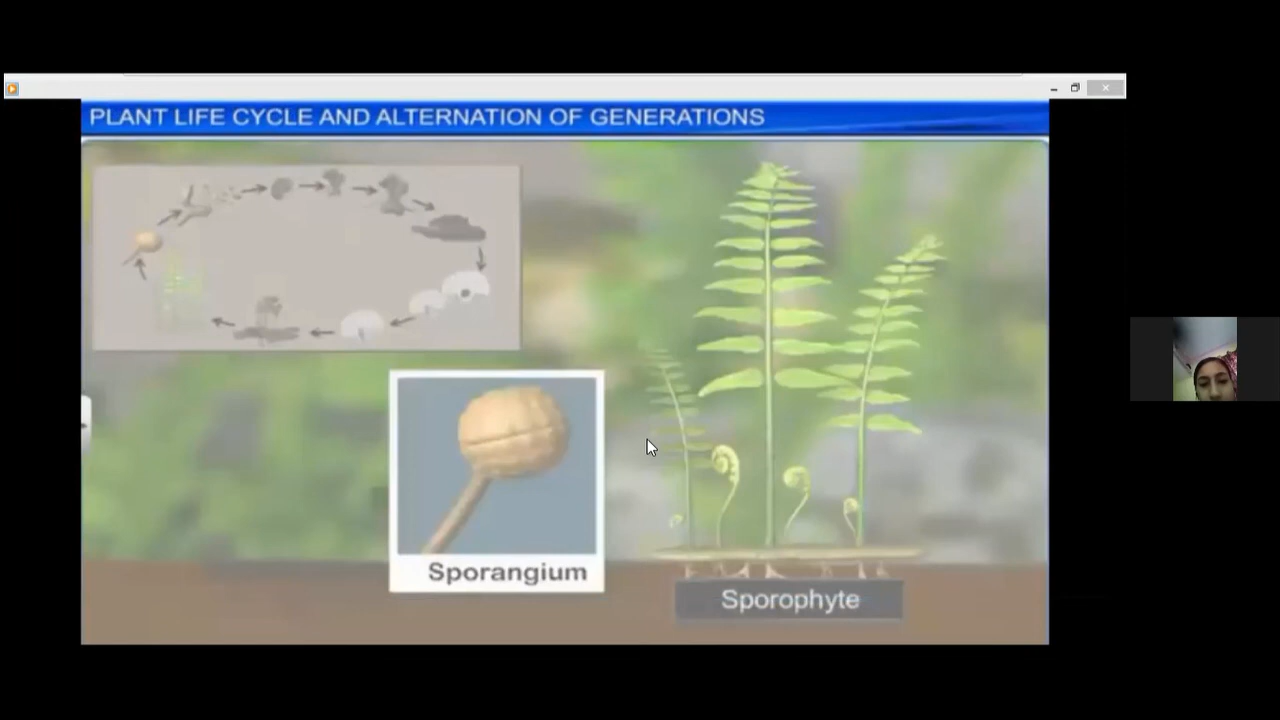 PLANT LIFE CYCLE AND ALTERNATION OF GENERATIONS
Sporangium
Sporophyte